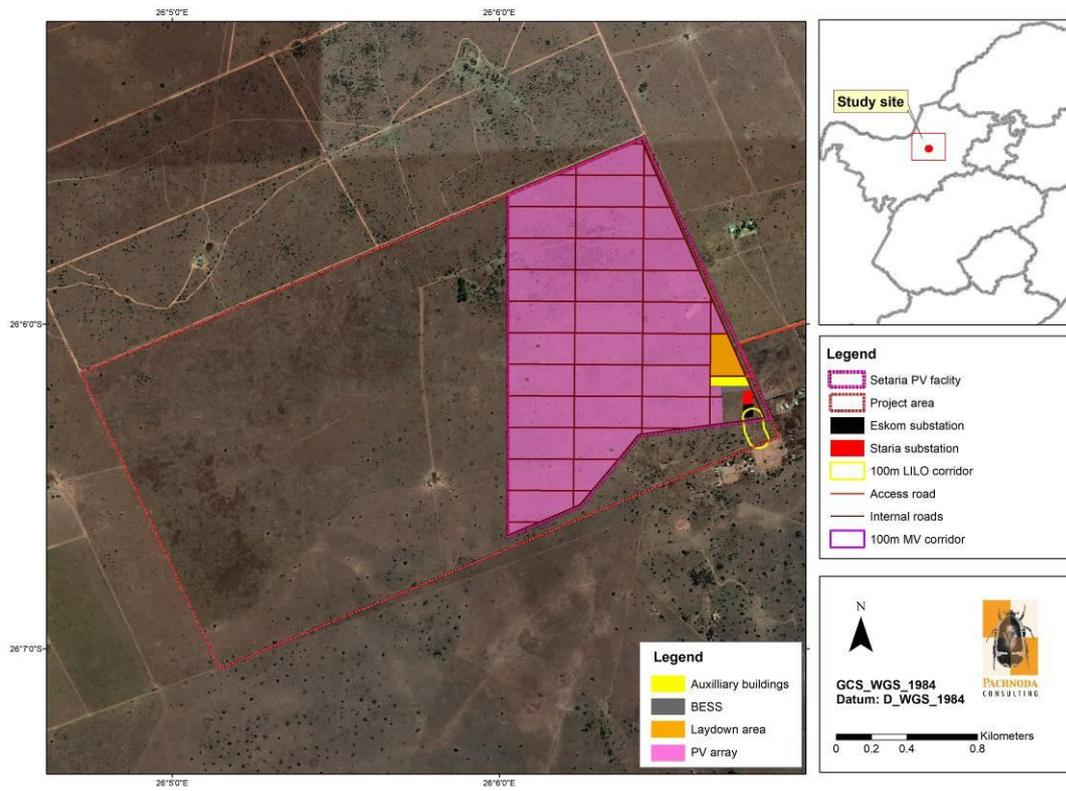 26°5'0"E
26°6'0"E
26°6'0"S
26°7'0"S
26°5'0"E
26°6'0"E
Legend
Auxilliary buildings
BESS
Laydown area
PV array
Study site
Legend
Setaria PV faclity
Project area
Eskom substation
Staria substation
100m LILO corridor
Access road
Internal roads
100m MV corridor
N
GCS_WGS_1984
Datum: D_WGS_1984
PACHNODA
CONSULTING
0 0.2 0.4 0.8 Kilometers